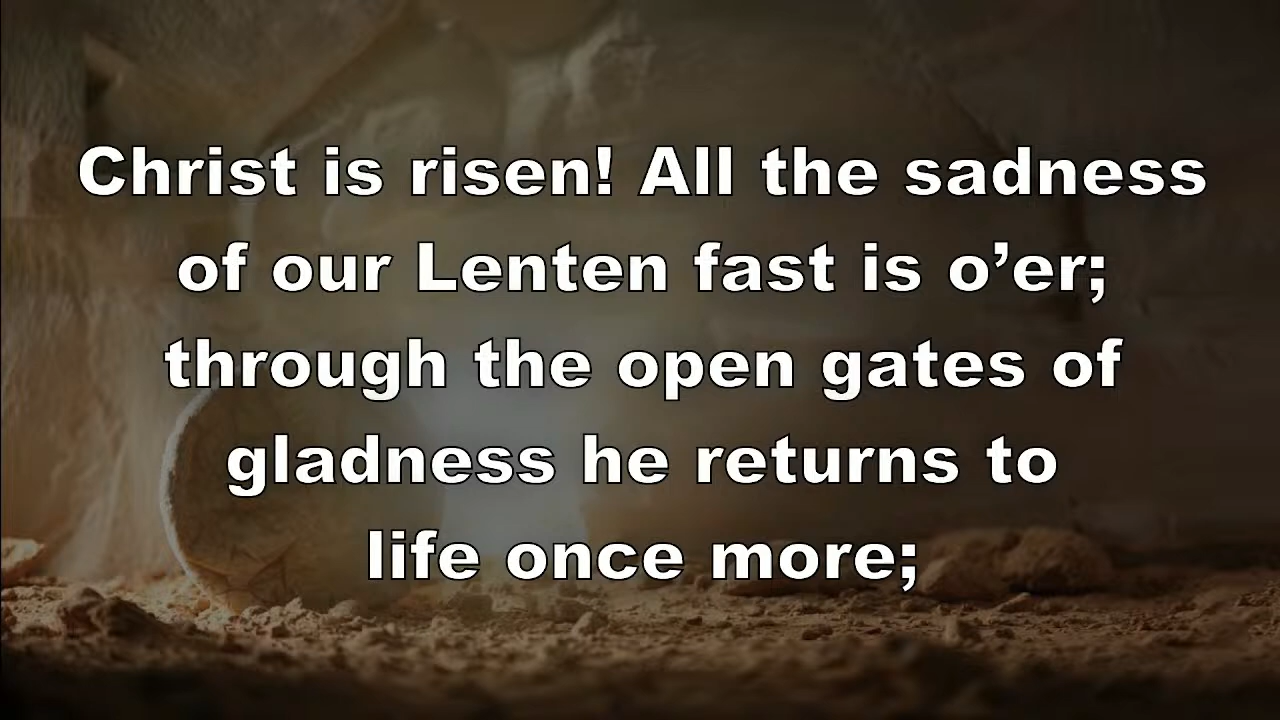 Christ is risen! All the sadness
of our Lenten fast is o’er;
through the open gates of
gladness he returns to
life once more;